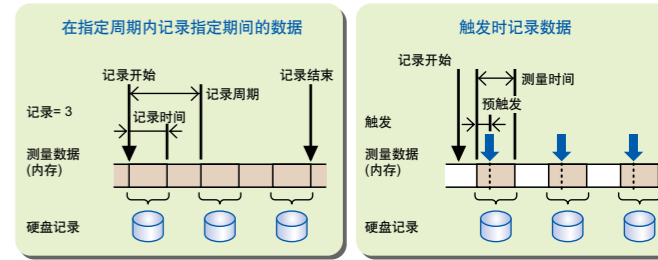 在指定周期内记录指定期间的数据
记录开始
记录结束
记录周期
记录= 3
记录时间
测量数据
(内存)
硬盘记录
触发时记录数据
记录开始
测量时间
预触发
触发
测量数据
(内存)
硬盘记录